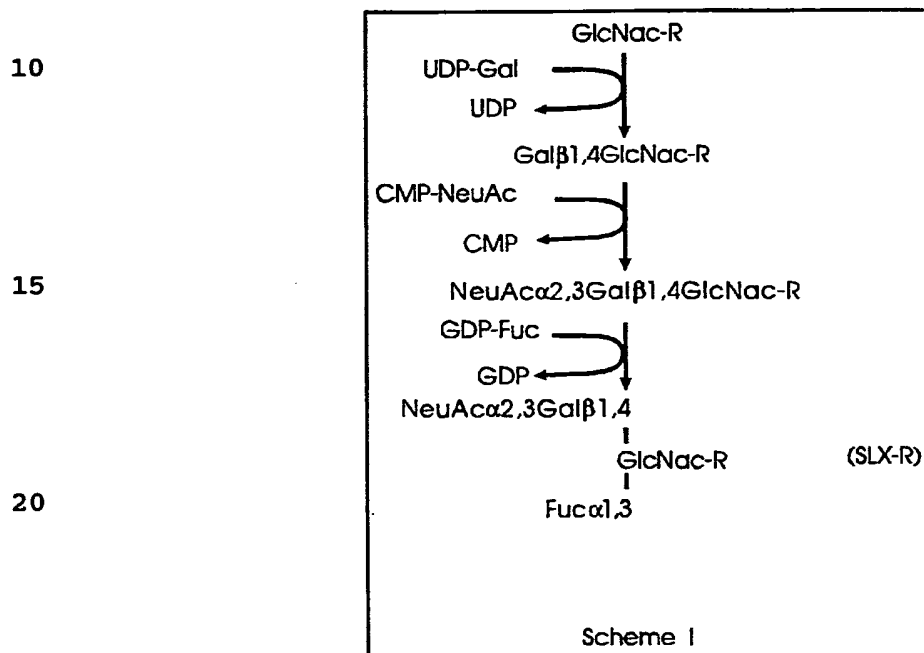 GlcNac-R
10
UDP-Gal
UDP
Galβ1,4GlcNac-R
CMP-NeuAc
CMP
15
NeuAcα2,3Galβ1,4GlcNac-R
GDP-Fuc
GDP
NeuAcα2,3Galβ1,4
GlcNac-R (SLX-R)
20
Fucα1,3
Scheme I